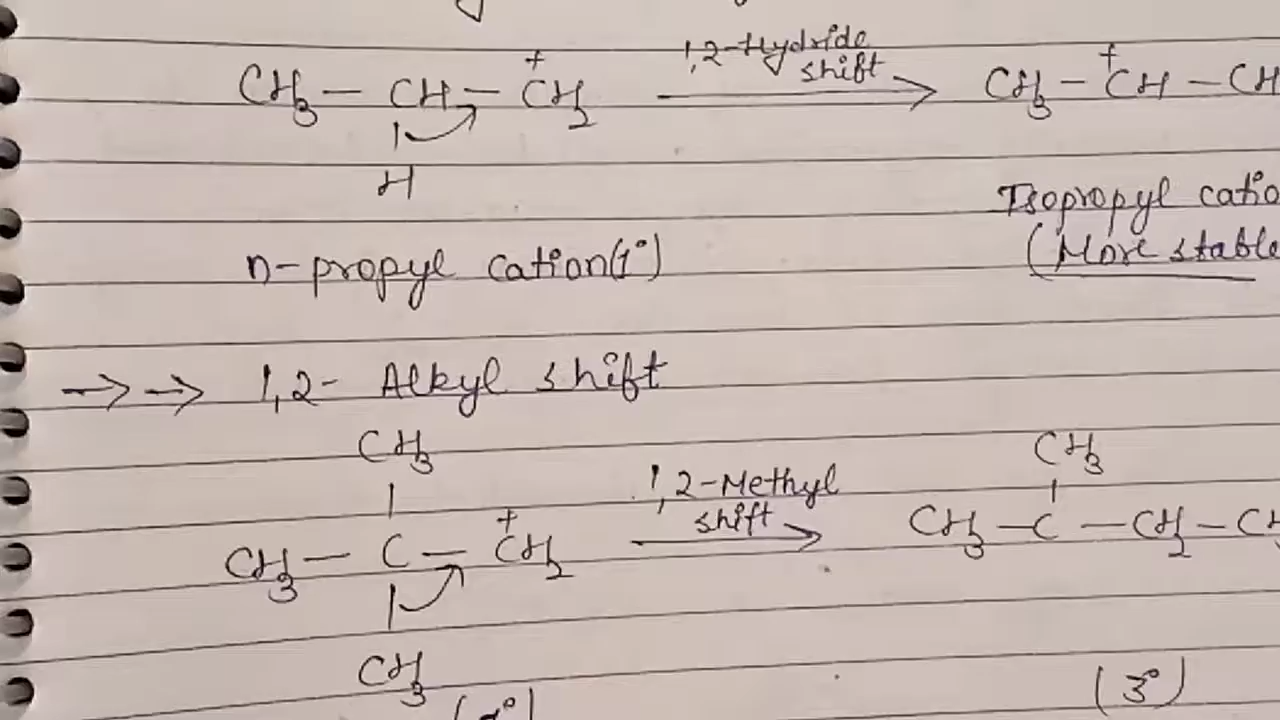 1,2-Hydride
shift
CH3 — CH — +CH2 ⟶ CH3 — +CH — CH
|
H
Isopropyl catio
n-propyl cation(1°)
(More stable
→→ 1,2- Alkyl shift
CH3
CH3
| 1,2-Methyl |
shift
CH3 — C — +CH2 ⟶ CH3 — C — CH2 — CH
|
CH3
(3°)